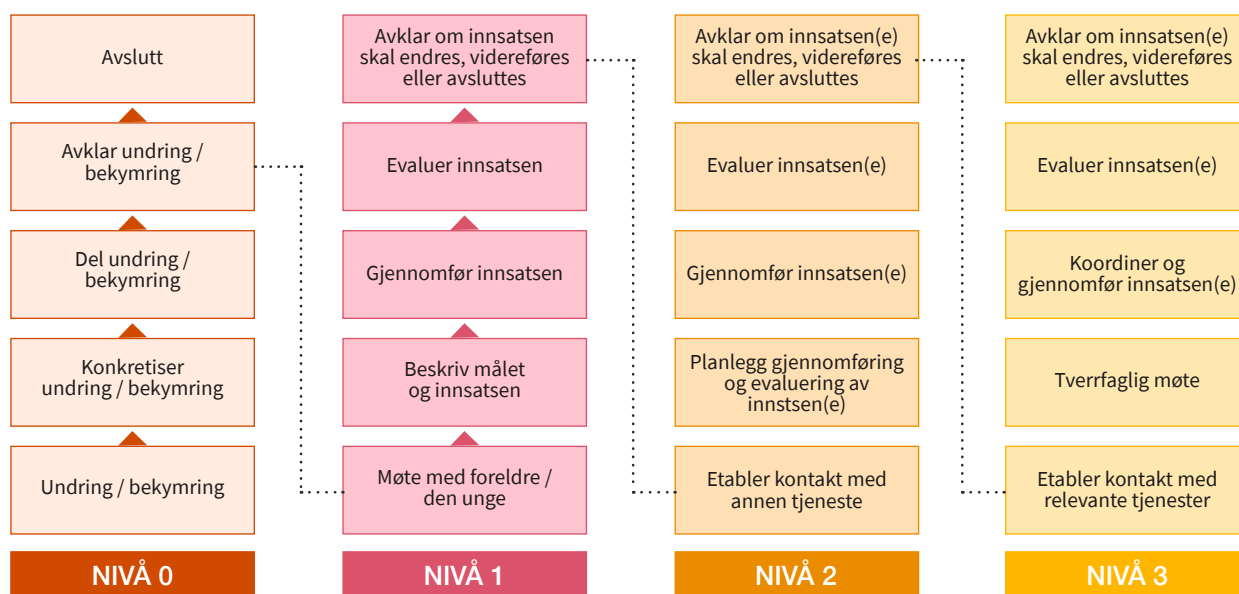 Avslutt
Avklar undring /
bekymring
Del undring /
bekymring
Konkretiser
undring / bekymring
Undring / bekymring
NIVÅ 0
Avklar om innsatsen
skal endres, videreføres
eller avsluttes
Evaluer innsatsen
Gjennomfør innsatsen
Beskriv målet
og innsatsen
Møte med foreldre /
den unge
NIVÅ 1
Avklar om innsatsen(e)
skal endres, videreføres
eller avsluttes
Evaluer innsatsen(e)
Gjennomfør innsatsen(e)
Planlegg gjennomføring
og evaluering av
innstsen(e)
Etabler kontakt med
annen tjeneste
NIVÅ 2
Avklar om innsatsen(e)
skal endres, videreføres
eller avsluttes
Evaluer innsatsen(e)
Koordiner og
gjennomfør innsatsen(e)
Tverrfaglig møte
Etabler kontakt med
relevante tjenester
NIVÅ 3